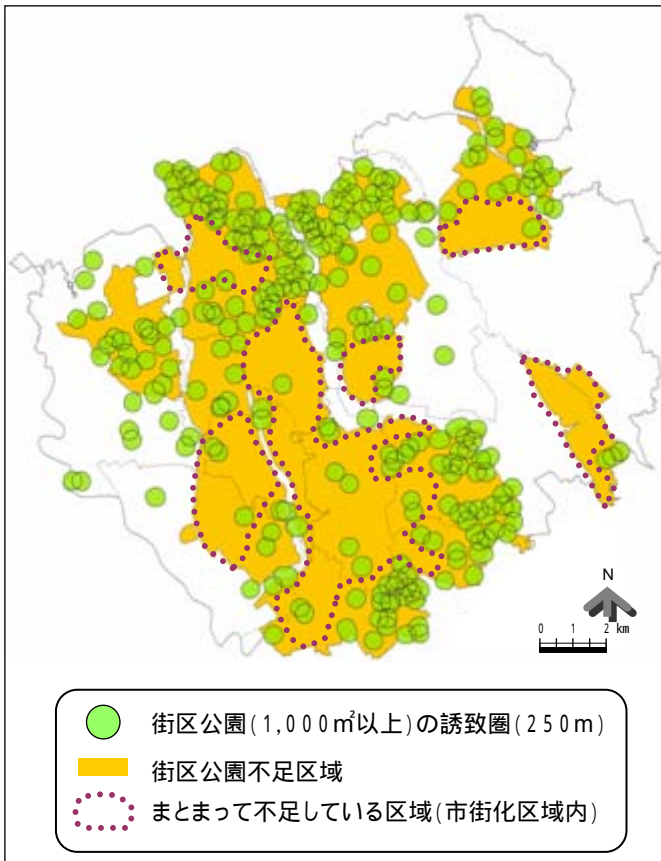 N
0 1 2 km
街区公園(1,000㎡以上)の誘致圏(250m)
街区公園不足区域
まとまって不足している区域(市街化区域内)